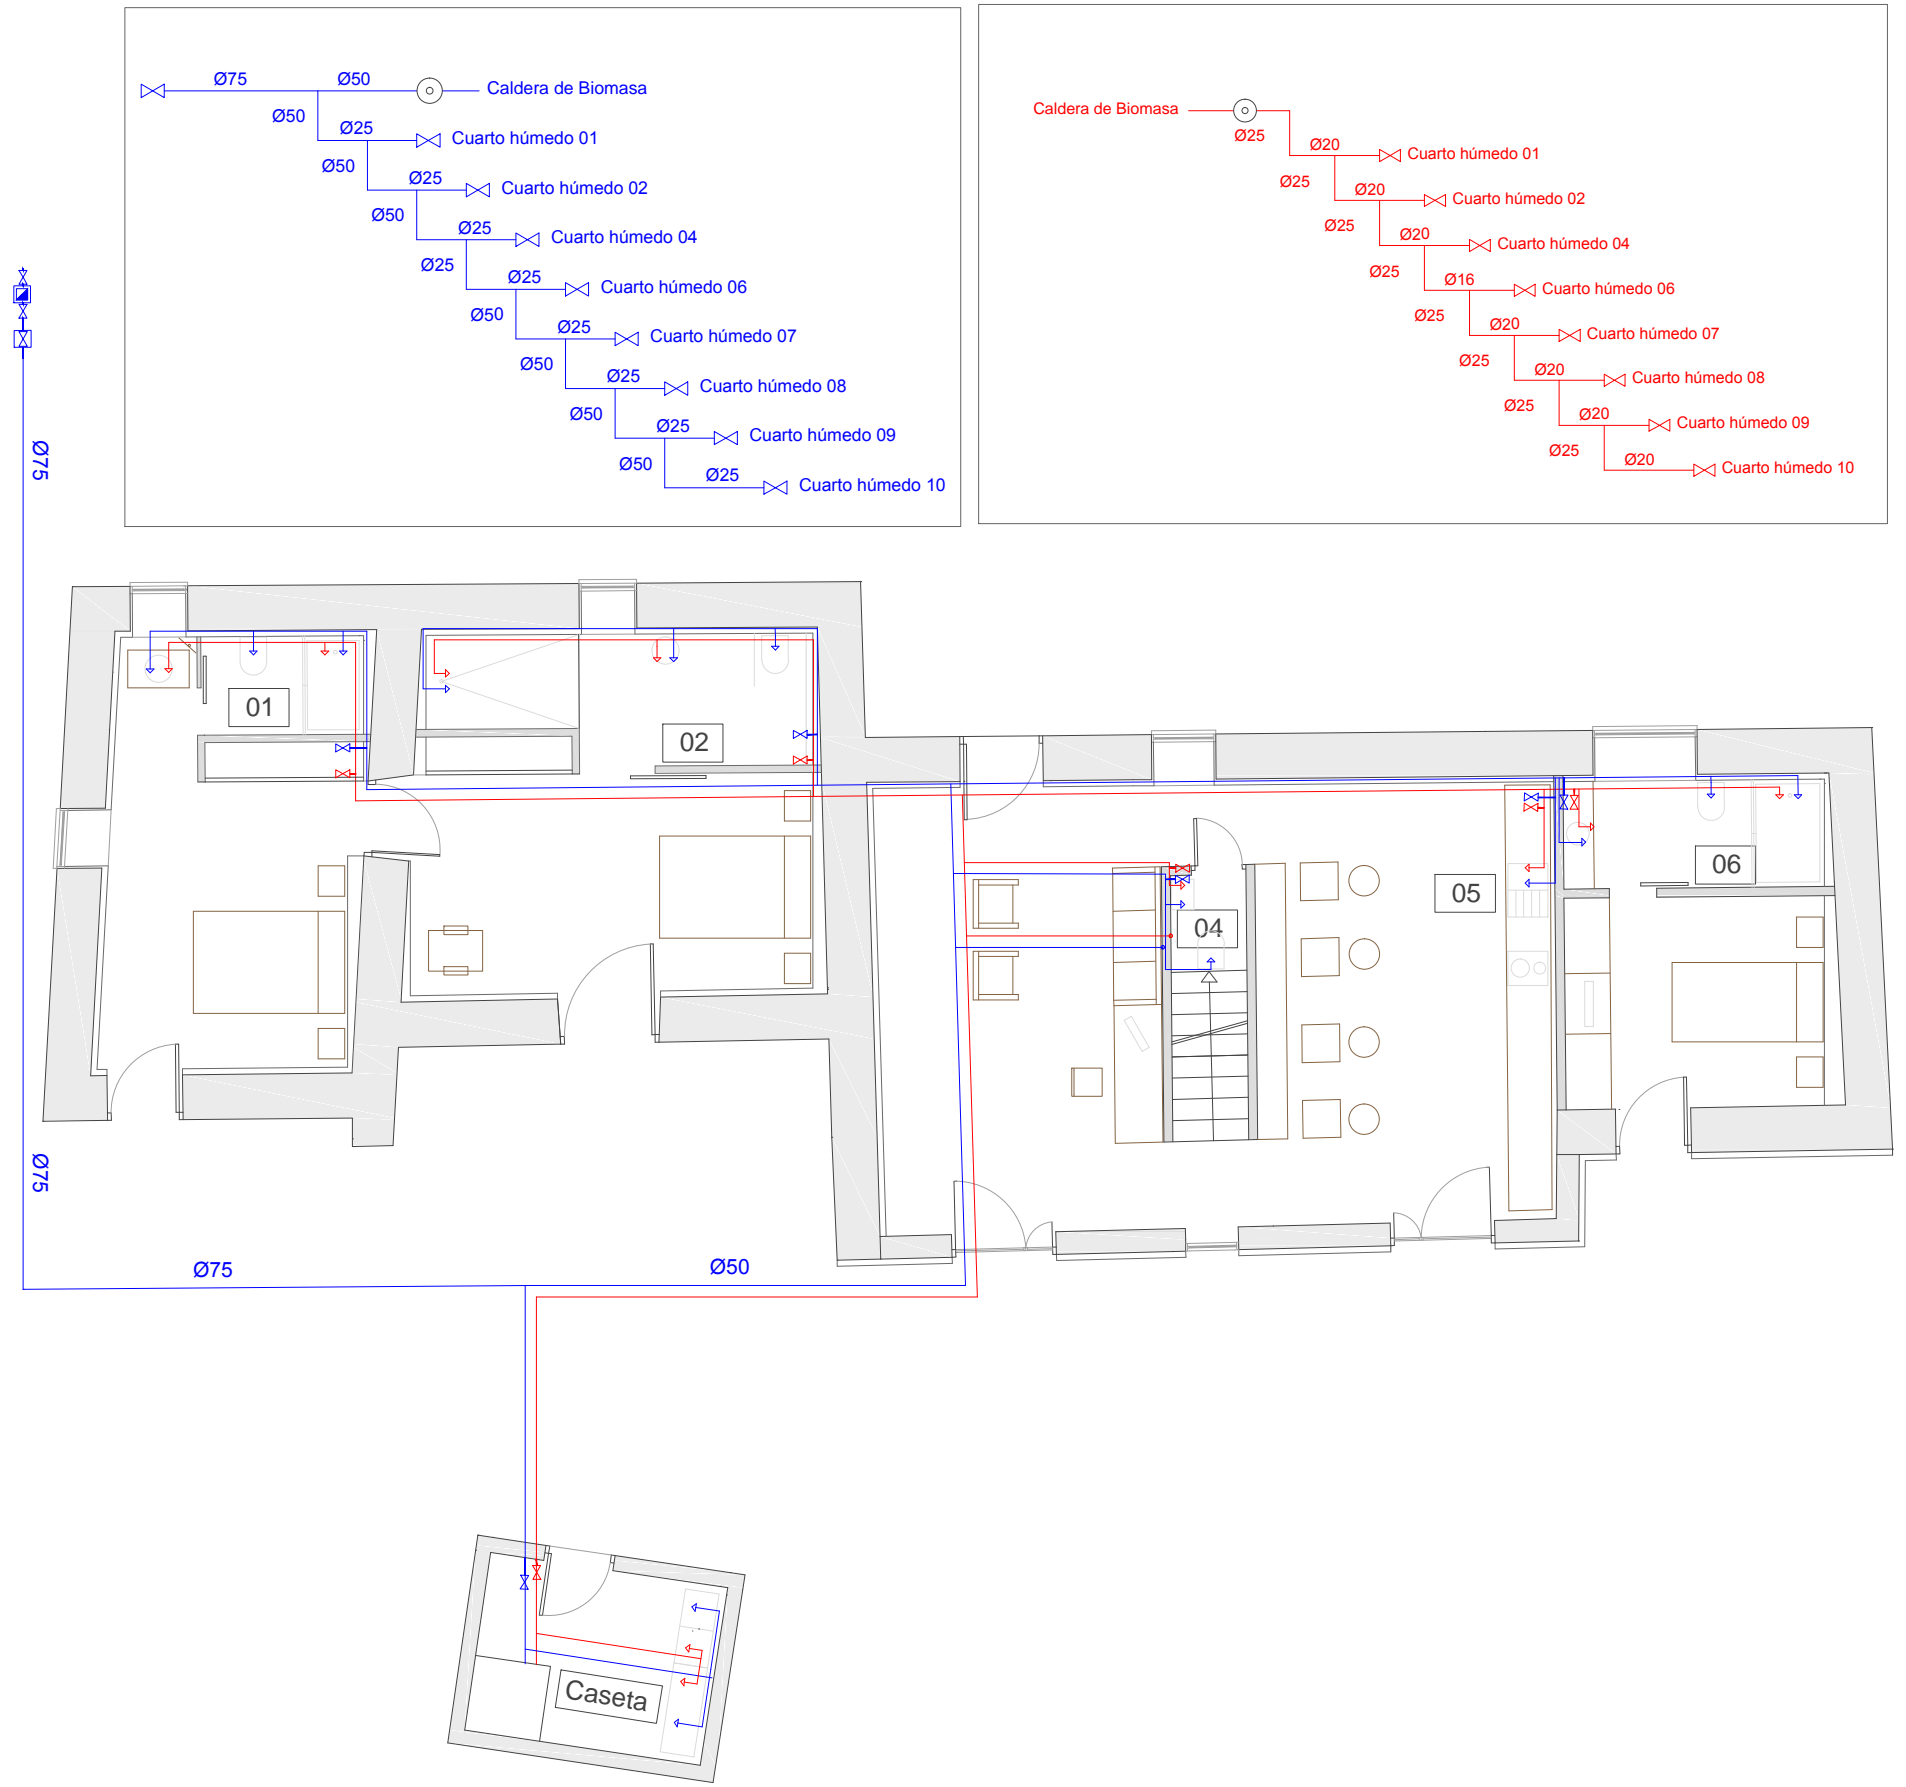 Ø75 Ø50 Caldera de Biomasa
Ø50 Ø25 Cuarto húmedo 01
Ø50 Ø25 Cuarto húmedo 02
Ø50 Ø25 Cuarto húmedo 04
Ø25 Ø25 Cuarto húmedo 06
Ø50 Ø25 Cuarto húmedo 07
Ø50 Ø25 Cuarto húmedo 08
Ø50 Ø25 Cuarto húmedo 09
Ø50 Ø25 Cuarto húmedo 10
Caldera de Biomasa Ø25
Ø20 Cuarto húmedo 01
Ø25 Ø20 Cuarto húmedo 02
Ø25 Ø20 Cuarto húmedo 04
Ø25 Ø16 Cuarto húmedo 06
Ø25 Ø20 Cuarto húmedo 07
Ø25 Ø20 Cuarto húmedo 08
Ø25 Ø20 Cuarto húmedo 09
Ø25 Ø20 Cuarto húmedo 10
Ø75
01
02
04
05
06
Ø75
Ø75
Ø50
Caseta